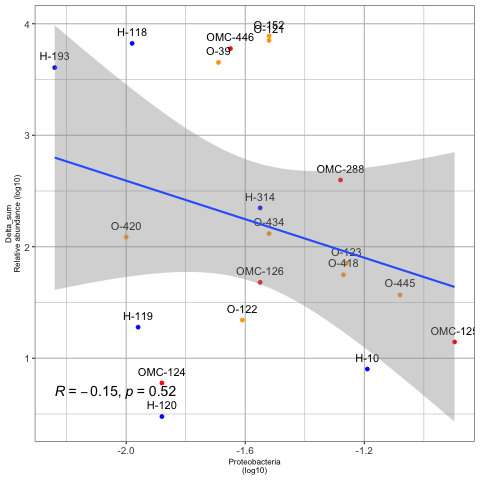 4
O-152
O-121
H-118
OMC-446
H-193
O-39
3
OMC-288
H-314
O-420
O-434
2
O-123
O-418
OMC-126
O-445
O-122
H-119
OMC-125
1
H-10
OMC-124
R = −0.15, p = 0.52
H-120
-2.0
-1.6
-1.2
Proteobacteria
(log10)
Delta_sum
Relative abundance (log10)